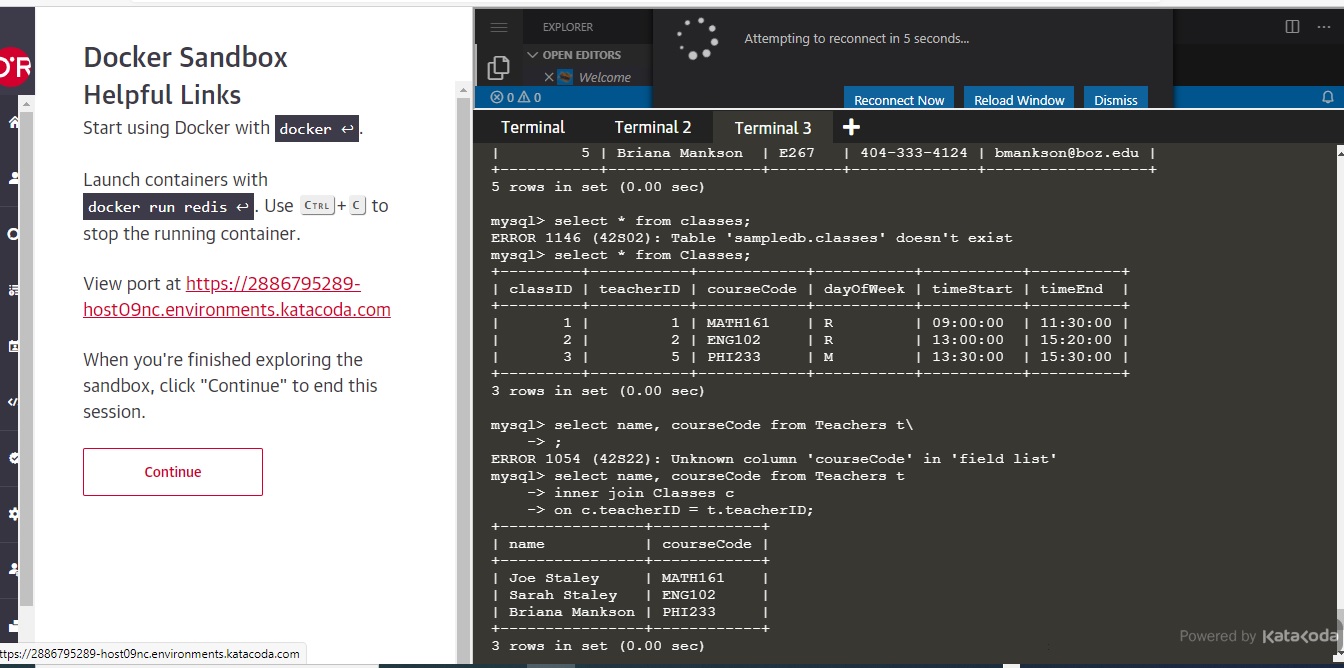 Docker Sandbox
Helpful Links
Start using Docker with docker ↩.
Launch containers with
docker run redis ↩. Use CTRL + C to
stop the running container.
View port at https://2886795289-
host09nc.environments.katacoda.com
When you're finished exploring the
sandbox, click "Continue" to end this
session.
Continue
ttps://2886795289-host09nc.environments.katacoda.com
O'R
EXPLORER
OPEN EDITORS
Welcome
0 0
Attempting to reconnect in 5 seconds...
Reconnect Now Reload Window Dismiss
Terminal Terminal 2 Terminal 3 +
| 5 | Briana Mankson | E267 | 404-333-4124 | bmankson@boz.edu |
+----------+----------------+--------+--------------+------------------+
5 rows in set (0.00 sec)
mysql> select * from classes;
ERROR 1146 (42S02): Table 'sampledb.classes' doesn't exist
mysql> select * from Classes;
+---------+-----------+------------+-----------+-----------+----------+
| classID | teacherID | courseCode | dayOfWeek | timeStart | timeEnd |
+---------+-----------+------------+-----------+-----------+----------+
| 1 | 1 | MATH161 | R | 09:00:00 | 11:30:00 |
| 2 | 2 | ENG102 | R | 13:00:00 | 15:20:00 |
| 3 | 5 | PHI233 | M | 13:30:00 | 15:30:00 |
+---------+-----------+------------+-----------+-----------+----------+
3 rows in set (0.00 sec)
mysql> select name, courseCode from Teachers t\
-> ;
ERROR 1054 (42S22): Unknown column 'courseCode' in 'field list'
mysql> select name, courseCode from Teachers t
-> inner join Classes c
-> on c.teacherID = t.teacherID;
+----------------+------------+
| name | courseCode |
+----------------+------------+
| Joe Staley | MATH161 |
| Sarah Staley | ENG102 |
| Briana Mankson | PHI233 |
+----------------+------------+
3 rows in set (0.00 sec)
Powered by Katacoda